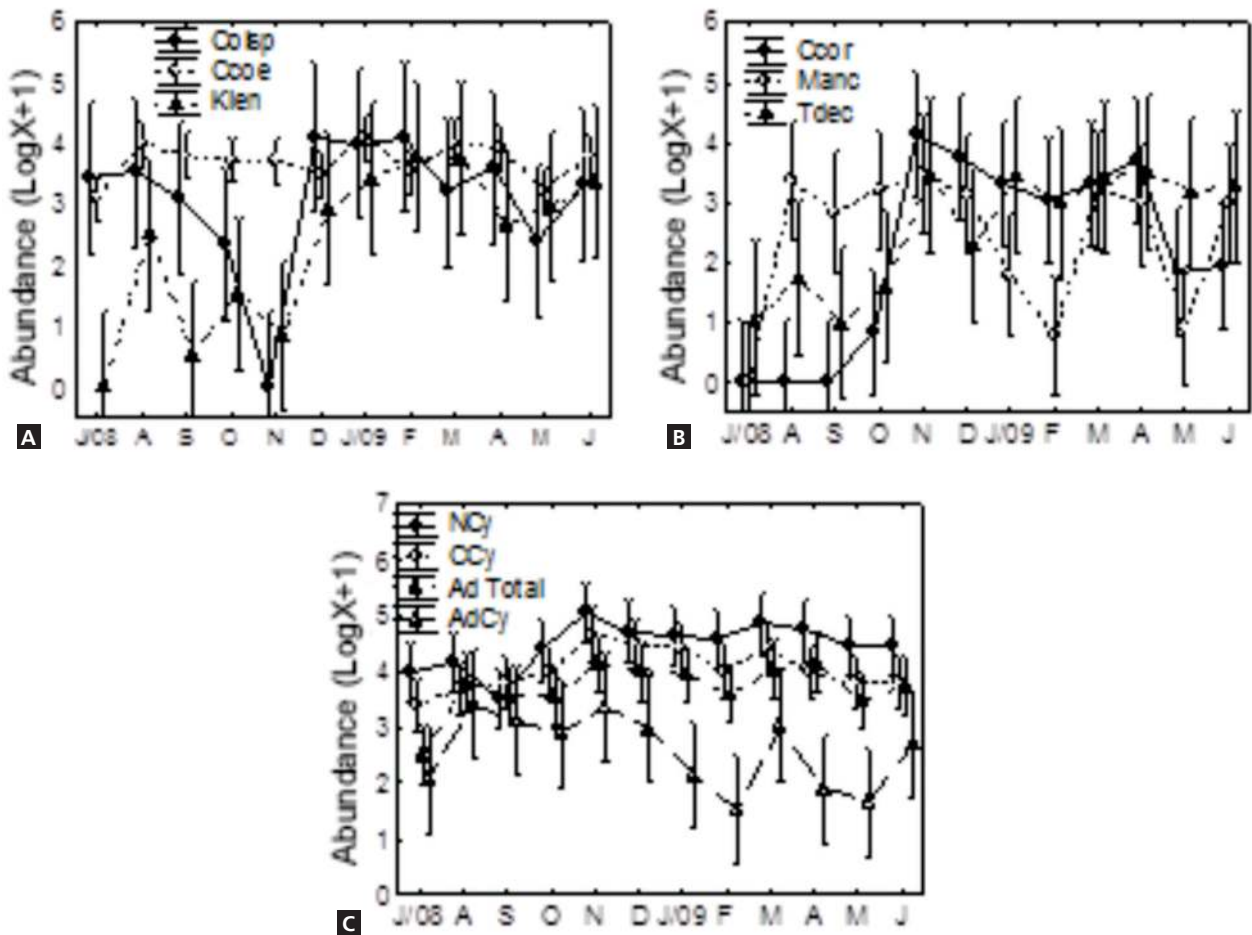 Abundance (LogX+1)
6
5
4
3
2
1
0
Colsp
Ccoe
Klen
J/08 A S O N D J/09 F M A M J
A
Abundance (LogX+1)
6
5
4
3
2
1
0
Ccor
Manc
Tdec
J/08 A S O N D J/09 F M A M J
B
Abundance (LogX+1)
7
6
5
4
3
2
1
0
NCy
CCy
Ad Total
AdCy
J/08 A S O N D J/09 F M A M J
C